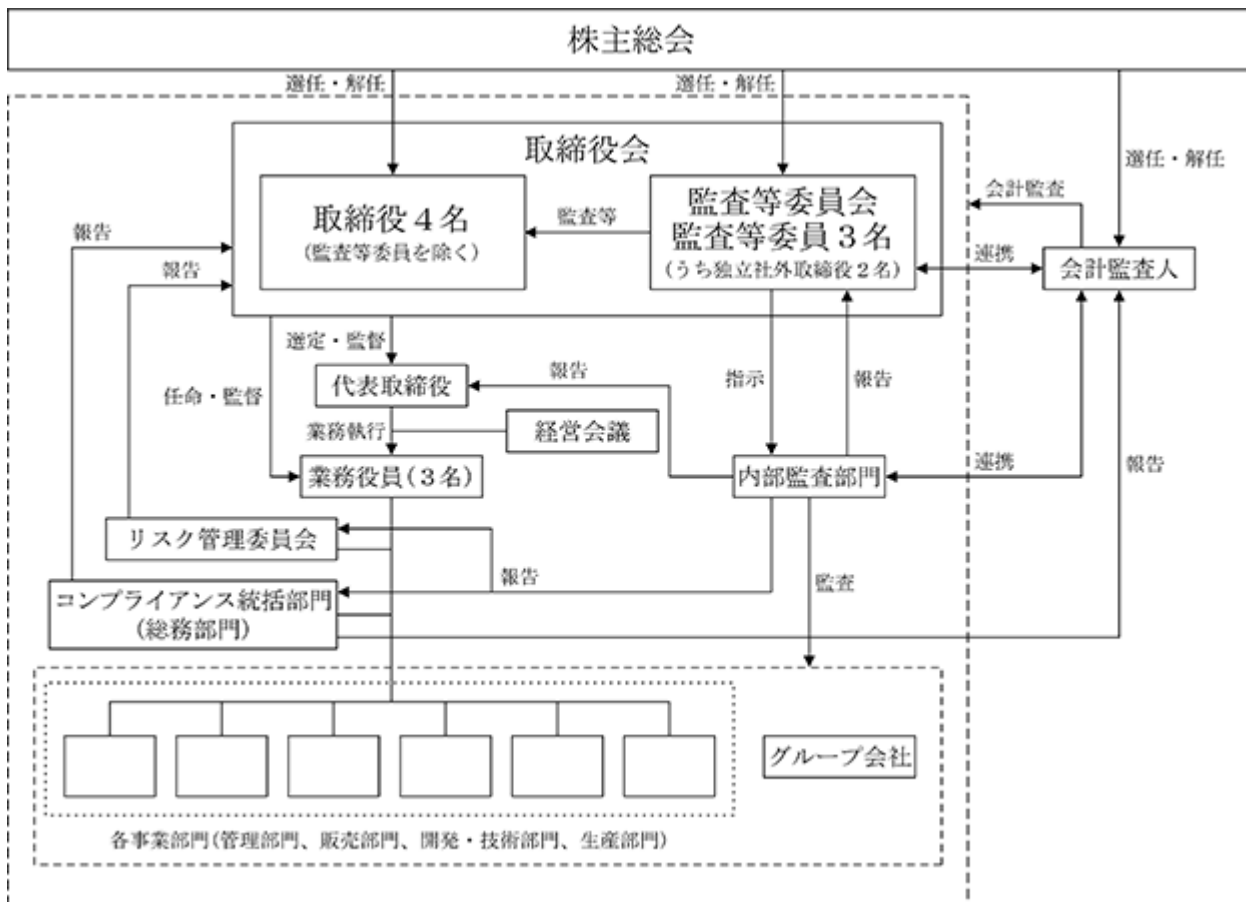 株主総会
選任・解任
選任・解任
選任・解任
取締役会
取締役4名
(監査等委員を除く)
監査等
監査等委員会
監査等委員3名
(うち独立社外取締役2名)
会計監査
連携
会計監査人
報告
報告
選定・監督
代表取締役
任命・監督
業務執行
経営会議
報告
指示
報告
業務役員(3名)
内部監査部門
連携
報告
リスク管理委員会
報告
監査
コンプライアンス統括部門
(総務部門)
グループ会社
各事業部門(管理部門、販売部門、開発・技術部門、生産部門)